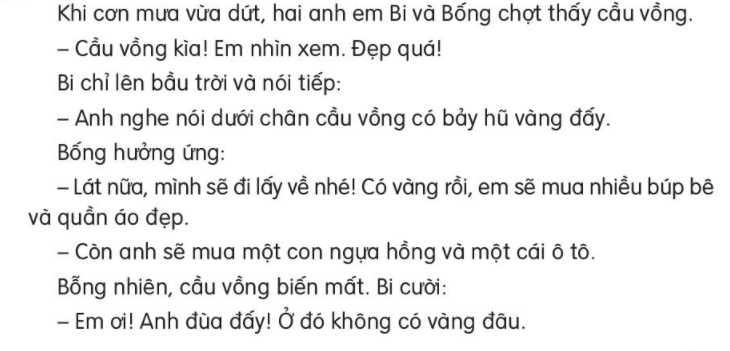 Khi cơn mưa vừa dứt, hai anh em Bi và Bống chợt thấy cầu vồng.
– Cầu vồng kìa! Em nhìn xem. Đẹp quá!
Bi chỉ lên bầu trời và nói tiếp:
– Anh nghe nói dưới chân cầu vồng có bảy hũ vàng đấy.
Bống hưởng ứng:
– Lát nữa, mình sẽ đi lấy về nhé! Có vàng rồi, em sẽ mua nhiều búp bê
và quần áo đẹp.
– Còn anh sẽ mua một con ngựa hồng và một cái ô tô.
Bỗng nhiên, cầu vồng biến mất. Bi cười:
– Em ơi! Anh đùa đấy! Ở đó không có vàng đâu.